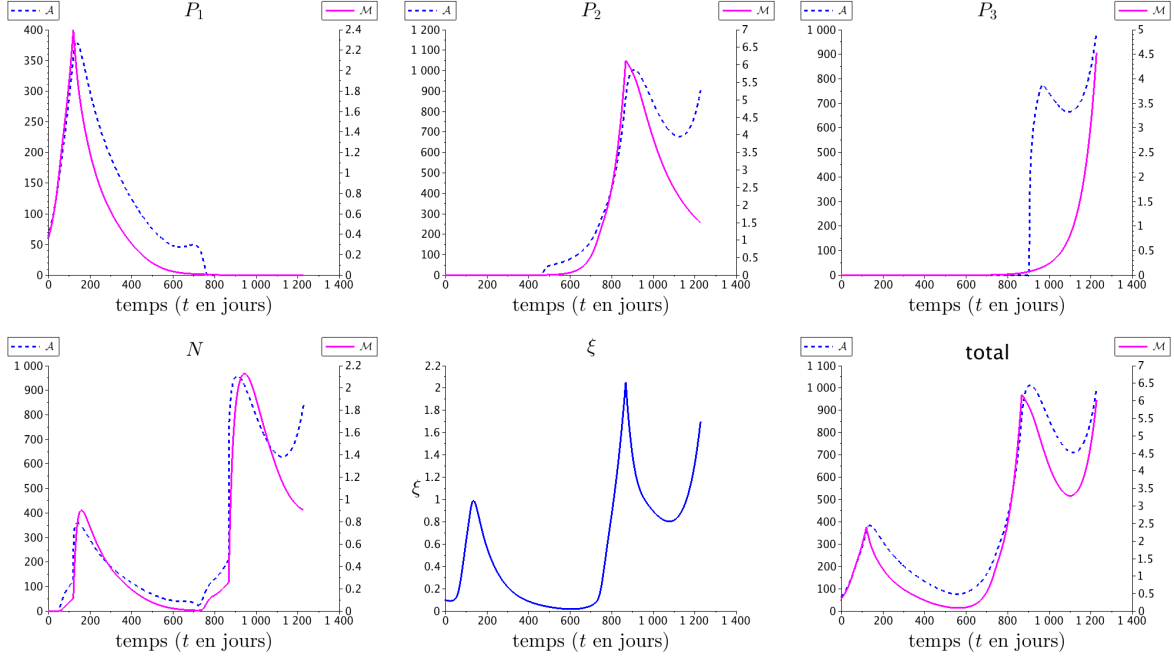 𝒜 P₁ ℳ
400 2.4
350 2.2
300 2
250 1.8
200 1.6
150 1.4
100 1.2
50 1
0 0.8
0.6
0.4
0.2
0
0 200 400 600 800 1 000 1 200 1 400
temps (t en jours)
𝒜 P₂ ℳ
1 200 7
1 100 6.5
1 000 6
900 5.5
800 5
700 4.5
600 4
500 3.5
400 3
300 2.5
200 2
100 1.5
0 1
0.5
0
0 200 400 600 800 1 000 1 200 1 400
temps (t en jours)
𝒜 P₃ ℳ
1 000 5
900 4.5
800 4
700 3.5
600 3
500 2.5
400 2
300 1.5
200 1
100 0.5
0 0
0 200 400 600 800 1 000 1 200 1 400
temps (t en jours)
𝒜 N ℳ
1 000 2.2
900 2
800 1.8
700 1.6
600 1.4
500 1.2
400 1
300 0.8
200 0.6
100 0.4
0 0.2
0
0 200 400 600 800 1 000 1 200 1 400
temps (t en jours)
ξ
2.2
2
1.8
1.6
1.4
1.2
ξ
1
0.8
0.6
0.4
0.2
0
0 200 400 600 800 1 000 1 200 1 400
temps (t en jours)
𝒜 total ℳ
1 100 7
1 000 6.5
900 6
800 5.5
700 5
600 4.5
500 4
400 3.5
300 3
200 2.5
100 2
0 1.5
1
0.5
0
0 200 400 600 800 1 000 1 200 1 400
temps (t en jours)